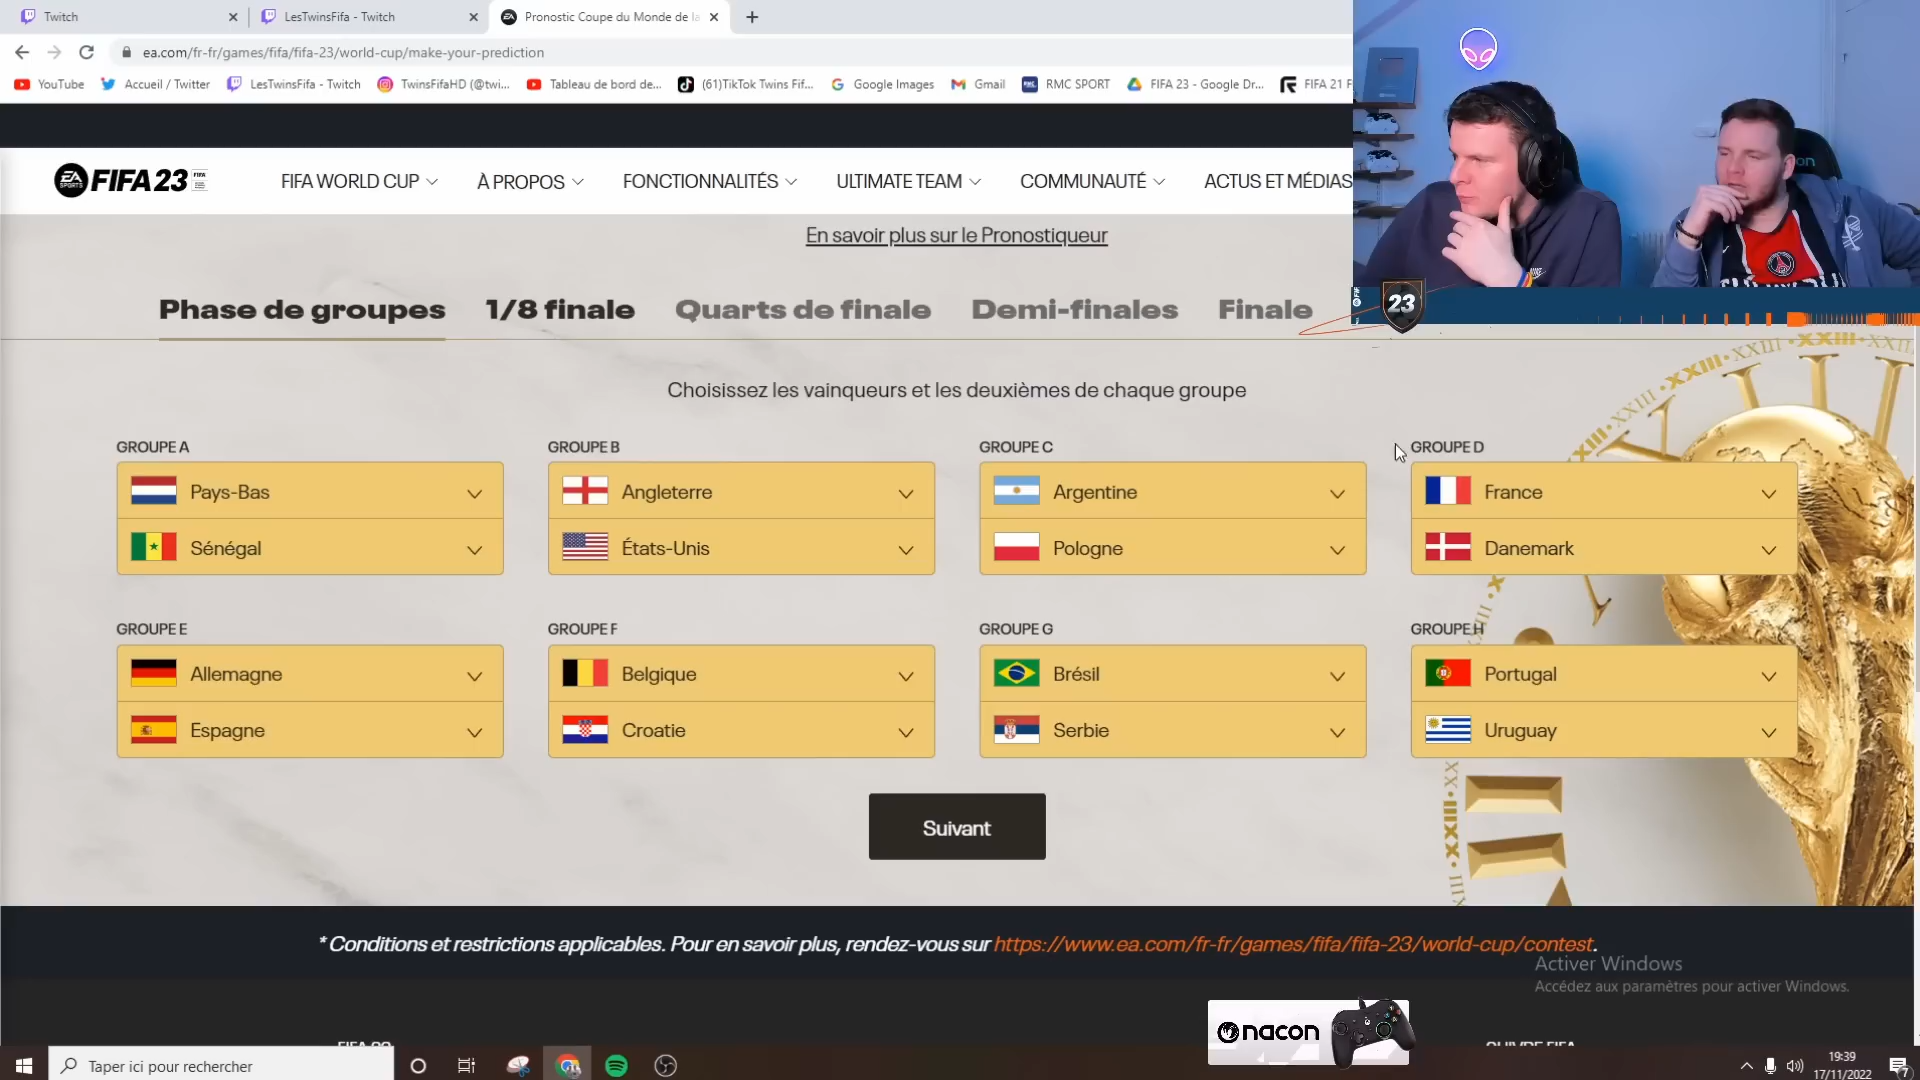 Twitch
LesTwinsFifa - Twitch
Pronostic Coupe du Monde de la
ea.com/fr-fr/games/fifa/fifa-23/world-cup/make-your-prediction
YouTube
Accueil / Twitter
LesTwinsFifa - Twitch
TwinsFifaHD (@twi...
Tableau de bord de...
(61)TikTok Twins Fif...
Google Images
Gmail
RMC SPORT
FIFA 23 - Google Dr...
FIFA 21 F
EA SPORTS FIFA 23
FIFA WORLD CUP
À PROPOS
FONCTIONNALITÉS
ULTIMATE TEAM
COMMUNAUTÉ
ACTUS ET MÉDIAS
En savoir plus sur le Pronostiqueur
23
Phase de groupes
1/8 finale
Quarts de finale
Demi-finales
Finale
Choisissez les vainqueurs et les deuxièmes de chaque groupe
GROUPE A
Pays-Bas
Sénégal
GROUPE B
Angleterre
États-Unis
GROUPE C
Argentine
Pologne
GROUPE D
France
Danemark
GROUPE E
Allemagne
Espagne
GROUPE F
Belgique
Croatie
GROUPE G
Brésil
Serbie
GROUPE H
Portugal
Uruguay
Suivant
* Conditions et restrictions applicables. Pour en savoir plus, rendez-vous sur https://www.ea.com/fr-fr/games/fifa/fifa-23/world-cup/contest.
Activer Windows
Accédez aux paramètres pour activer Windows.
nacon
Taper ici pour rechercher
19:39
17/11/2022
7